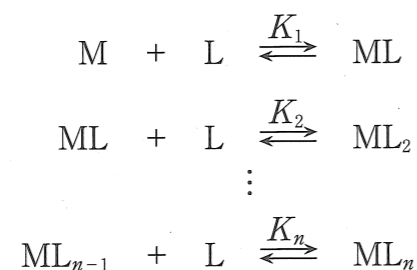 M + L ⇌ ML K₁
ML + L ⇌ ML₂ K₂
⋮
MLₙ₋₁ + L ⇌ MLₙ Kₙ